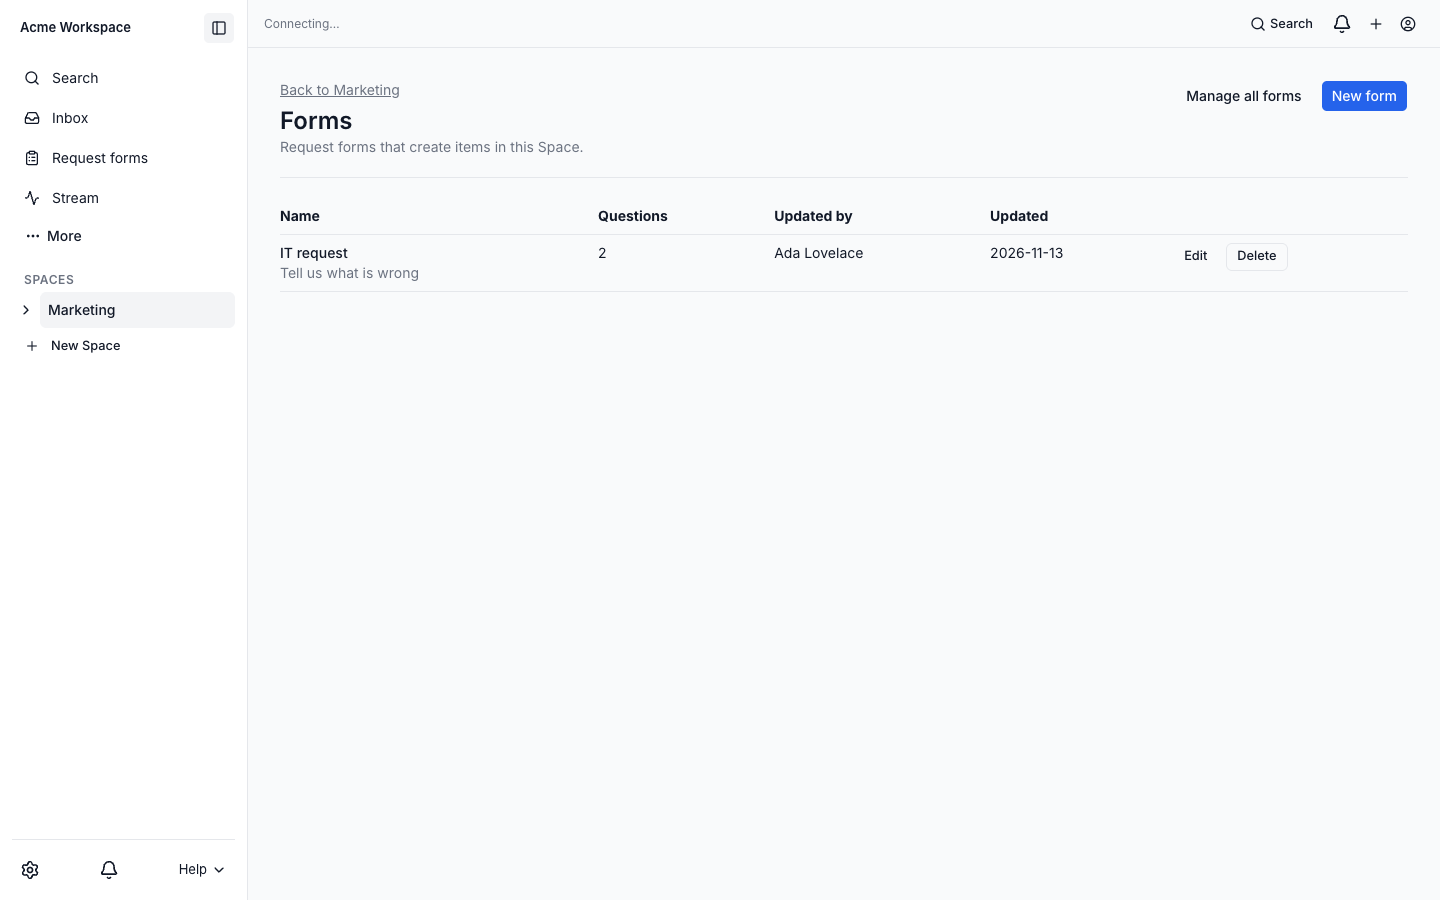 Acme Workspace
Search
Inbox
Request forms
Stream
More
SPACES
Marketing
New Space
Help
Connecting...
Search
Back to Marketing
Forms
Request forms that create items in this Space.
Manage all forms
New form
Name Questions Updated by Updated
IT request 2 Ada Lovelace 2026-11-13 Edit Delete
Tell us what is wrong